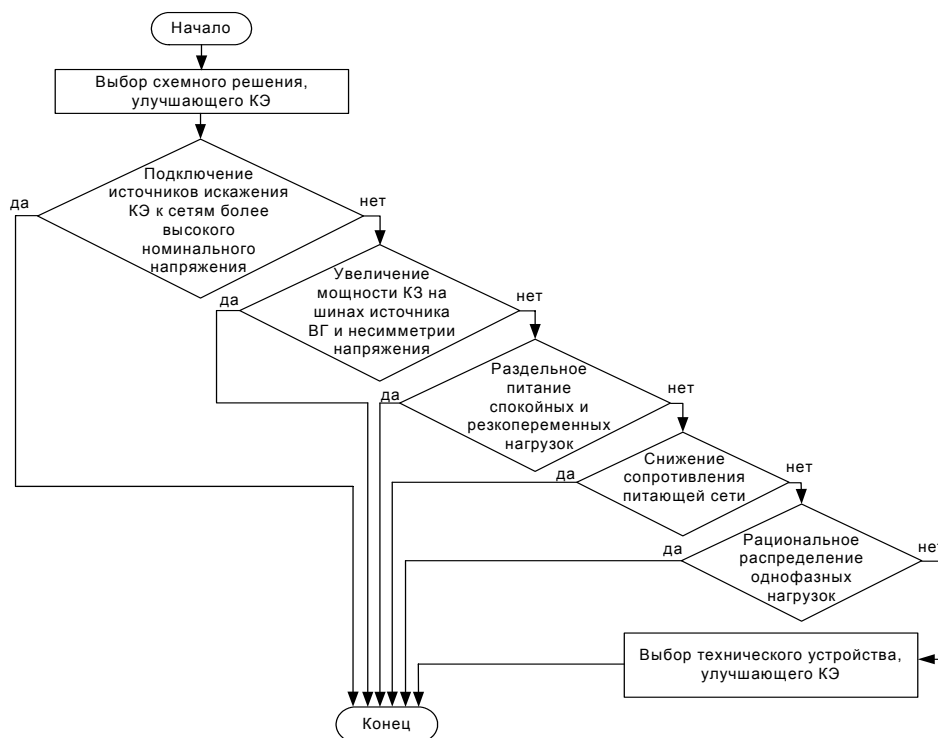 Начало
Выбор схемного решения,
улучшающего КЭ
Подключение
источников искажения
КЭ к сетям более
высокого
номинального
напряжения
да
нет
Увеличение
мощности КЗ на
шинах источника
ВГ и несимметрии
напряжения
да
нет
Раздельное
питание
спокойных и
резкопеременных
нагрузок
да
нет
Снижение
сопротивления
питающей сети
да
нет
Рациональное
распределение
однофазных
нагрузок
да
нет
Выбор технического устройства,
улучшающего КЭ
Конец